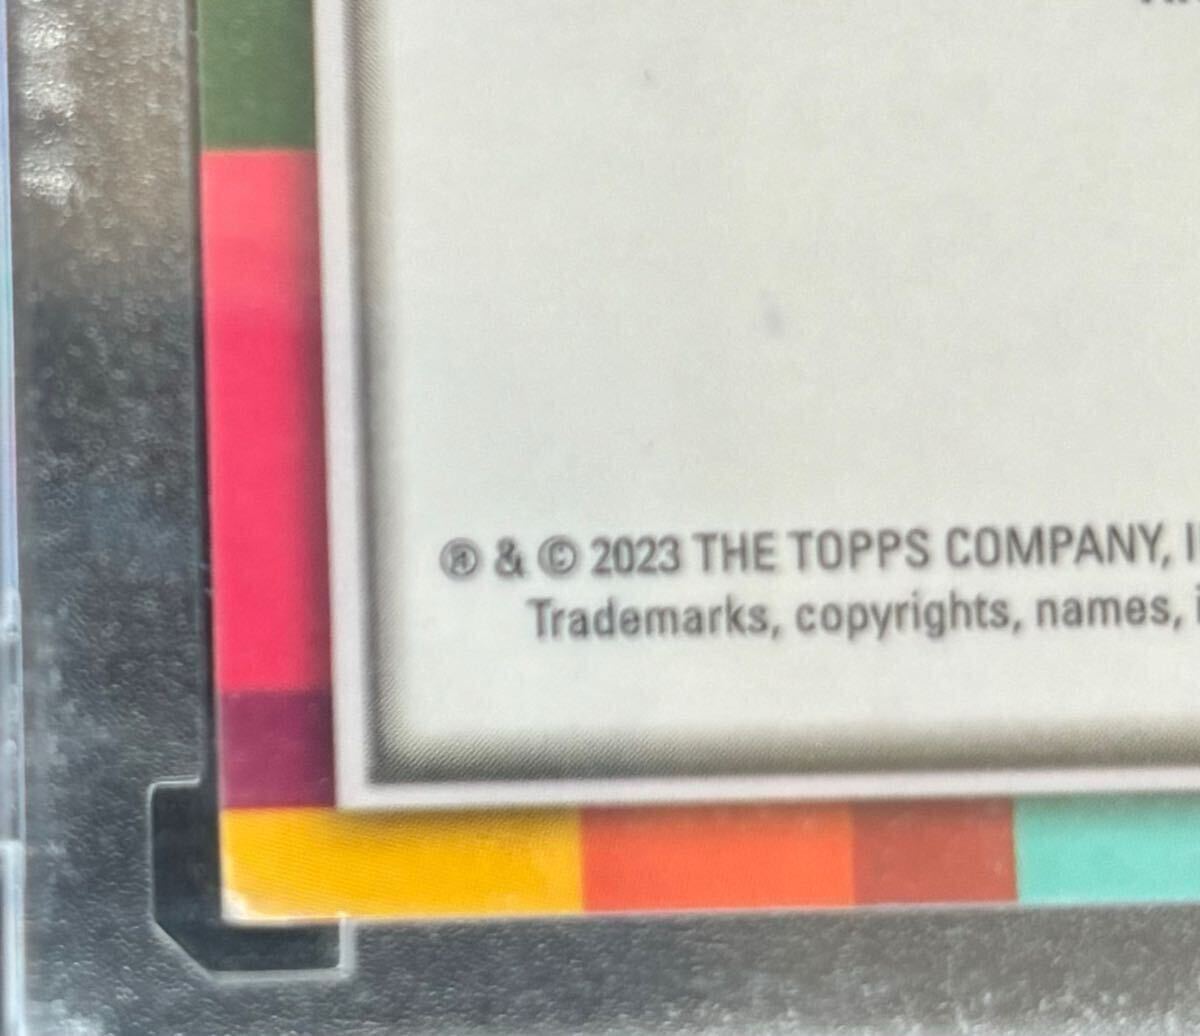 ® & © 2023 THE TOPPS COMPANY, I
Trademarks, copyrights, names, i